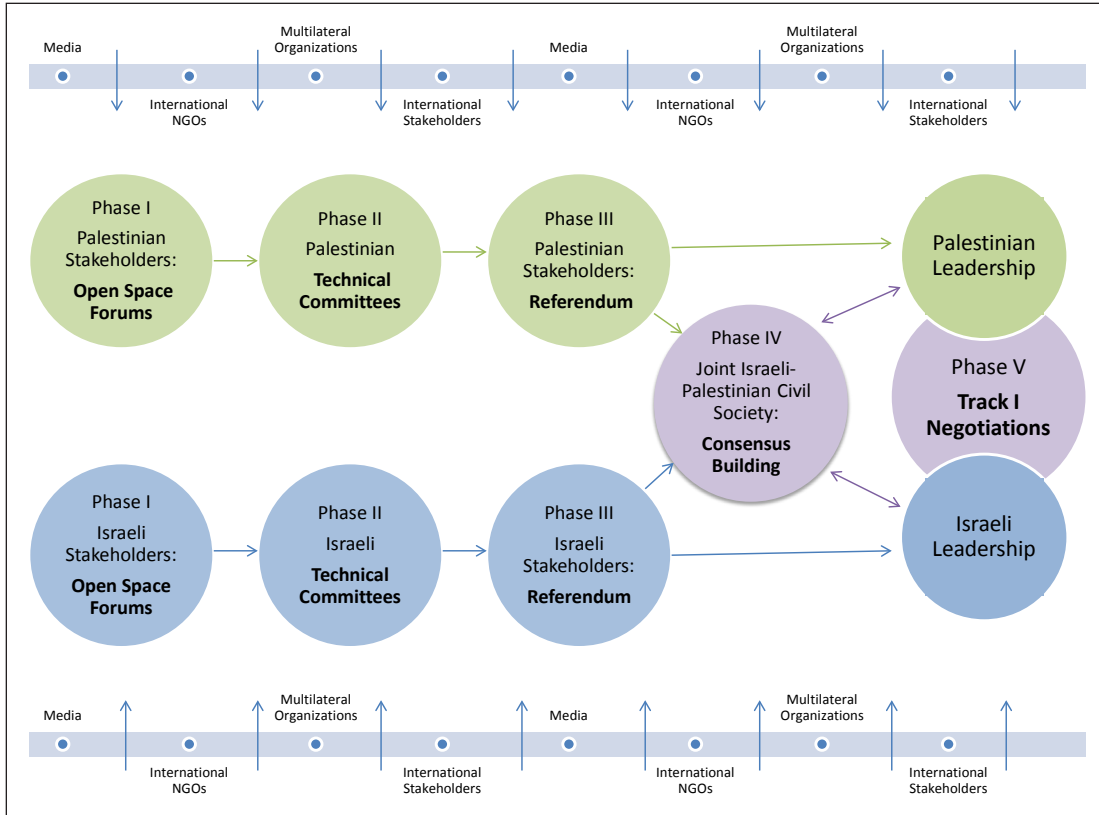 Media
Multilateral
Organizations
Media
Multilateral
Organizations
International
NGOs
International
Stakeholders
International
NGOs
International
Stakeholders
Phase I
Palestinian
Stakeholders:
Open Space
Forums
Phase II
Palestinian
Technical
Committees
Phase III
Palestinian
Stakeholders:
Referendum
Palestinian
Leadership
Phase IV
Joint Israeli-
Palestinian Civil
Society:
Consensus
Building
Phase V
Track I
Negotiations
Phase I
Israeli
Stakeholders:
Open Space
Forums
Phase II
Israeli
Technical
Committees
Phase III
Israeli
Stakeholders:
Referendum
Israeli
Leadership
Media
Multilateral
Organizations
Media
Multilateral
Organizations
International
NGOs
International
Stakeholders
International
NGOs
International
Stakeholders